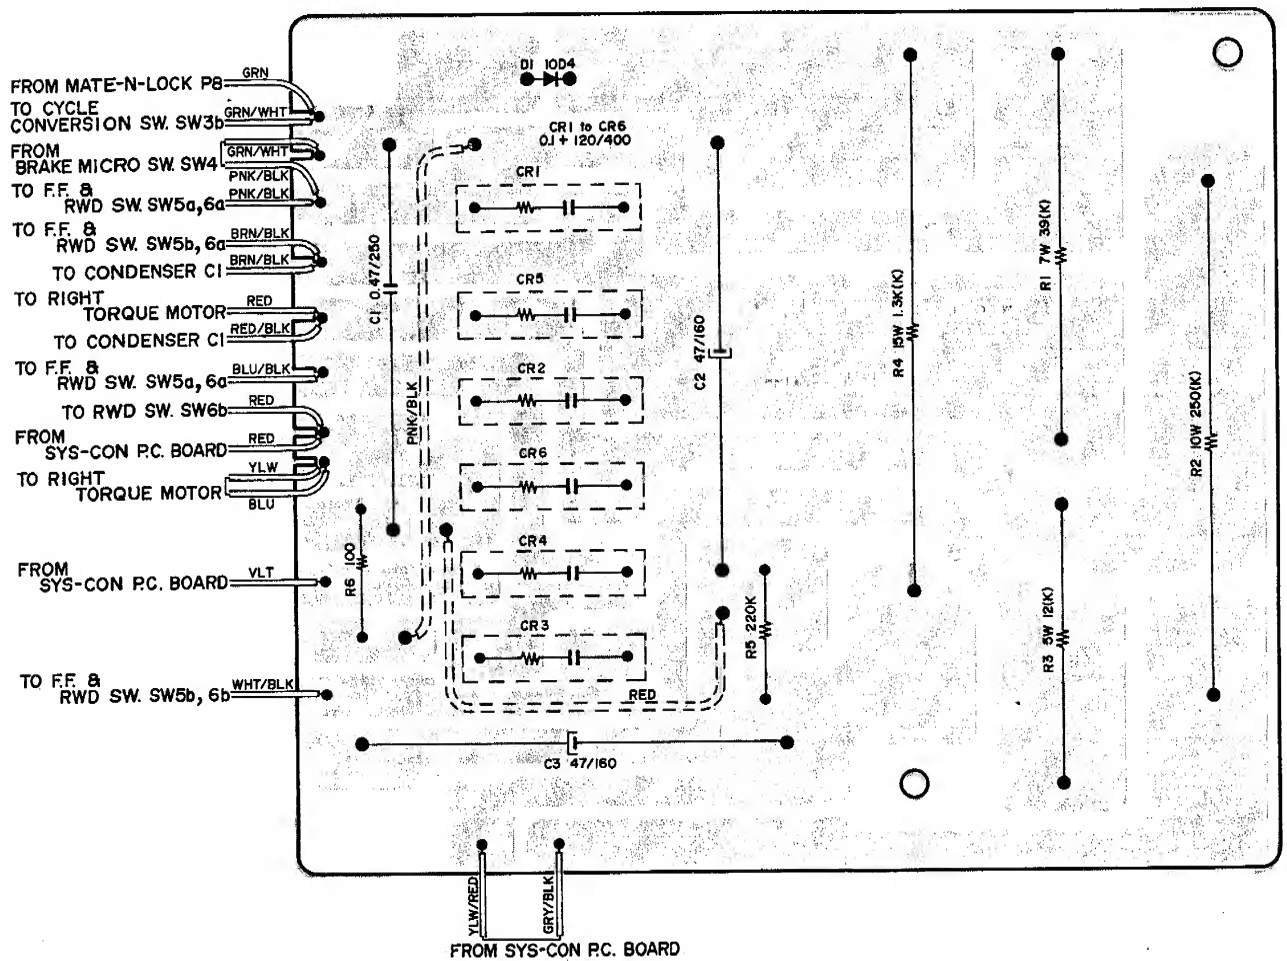 FROM MATE-N-LOCK P8
GRN
TO CYCLE
CONVERSION SW. SW3b
GRN/WHT
FROM
BRAKE MICRO SW. SW4
GRN/WHT
PNK/BLK
TO F.F. &
RWD SW. SW5a, 6a
PNK/BLK
TO F.F. &
RWD SW. SW5b, 6a
BRN/BLK
TO CONDENSER C1
BRN/BLK
TO RIGHT
TORQUE MOTOR
RED
TO CONDENSER C1
RED/BLK
TO F.F. &
RWD SW. SW5a, 6a
BLU/BLK
TO RWD SW. SW6b
RED
FROM
SYS-CON P.C. BOARD
RED
TO RIGHT
TORQUE MOTOR
YLW
BLU
FROM
SYS-CON P.C. BOARD
VLT
TO F.F. &
RWD SW. SW5b, 6b
WHT/BLK
D1 10D4
CR1 to CR6
0.1 + 120/400
CR1
CR5
CR2
CR6
CR4
CR3
C1 0.47/250
PNK/BLK
R6 100
RED
C3 47/160
C2 47/160
R5 220K
R4 15W 1.3K(K)
R1 7W 39(K)
R3 5W 12(K)
R2 10W 250(K)
YLW/RED
GRY/BLK
FROM SYS-CON P.C. BOARD